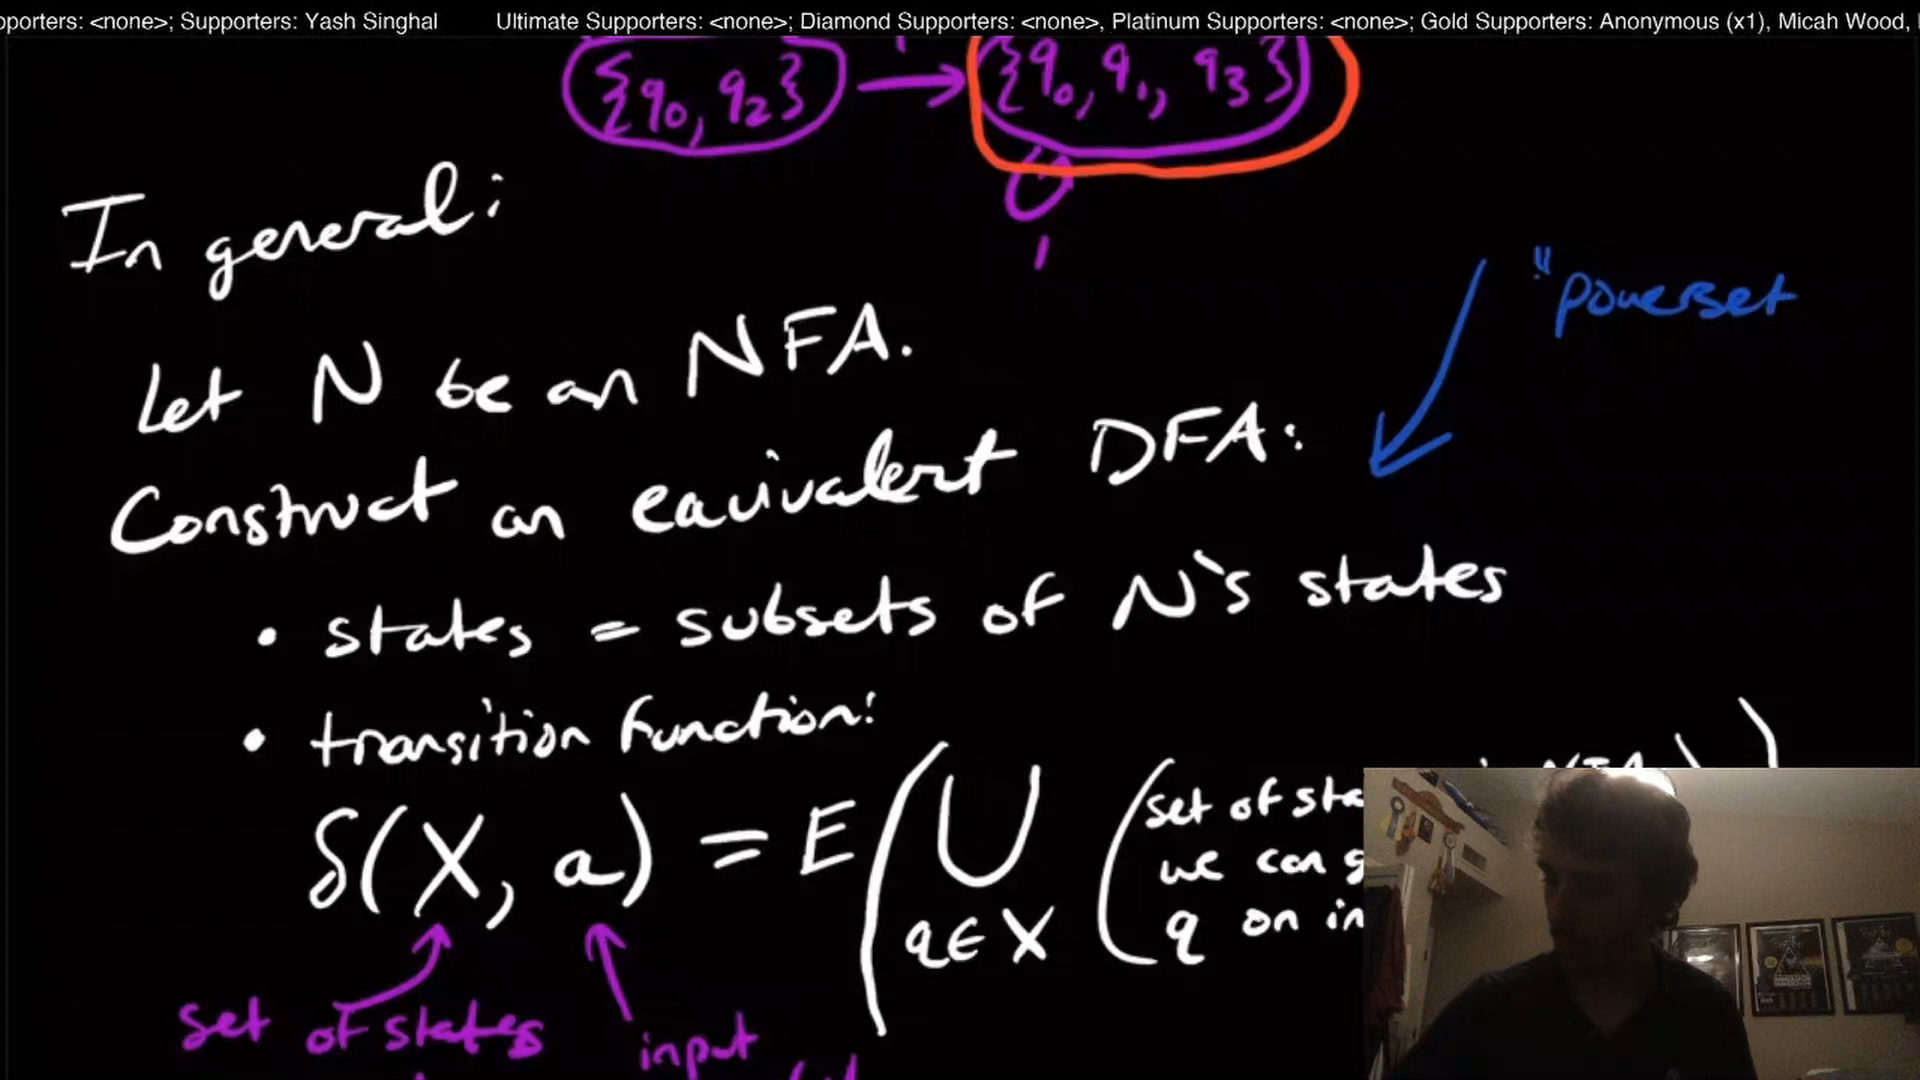 porters: <none>; Supporters: Yash Singhal Ultimate Supporters: <none>; Diamond Supporters: <none>, Platinum Supporters: <none>; Gold Supporters: Anonymous (x1), Micah Wood,
{q0, q2} → {q0, q1, q3}
1
In general:
"powerset
Let N be an NFA.
Construct an equivalent DFA:
• states = subsets of N's states
• transition function:
δ(X, a) = E( ∪ q∈X (set of sta
we can g
q on in
set of states
input